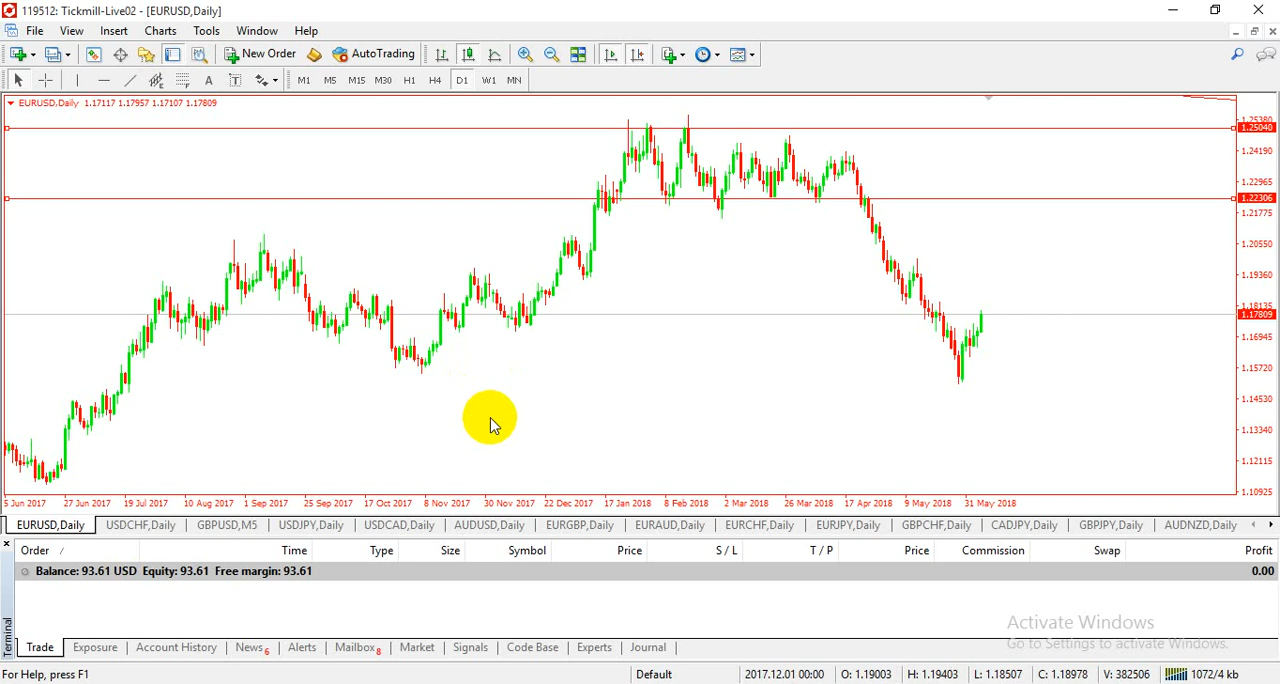 119512: Tickmill-Live02 - [EURUSD,Daily]
File View Insert Charts Tools Window Help
New Order AutoTrading
A T M1 M5 M15 M30 H1 H4 D1 W1 MN
EURUSD,Daily 1.17117 1.17957 1.17107 1.17809
1.25380
1.25040
1.24190
1.22965
1.22306
1.21775
1.20550
1.19360
1.18135
1.17809
1.16945
1.15720
1.14530
1.13340
1.12115
1.10925
5 Jun 2017 27 Jun 2017 19 Jul 2017 10 Aug 2017 1 Sep 2017 25 Sep 2017 17 Oct 2017 8 Nov 2017 30 Nov 2017 22 Dec 2017 17 Jan 2018 8 Feb 2018 2 Mar 2018 26 Mar 2018 17 Apr 2018 9 May 2018 31 May 2018
EURUSD,Daily USDCHF,Daily GBPUSD,M5 USDJPY,Daily USDCAD,Daily AUDUSD,Daily EURGBP,Daily EURAUD,Daily EURCHF,Daily EURJPY,Daily GBPCHF,Daily CADJPY,Daily GBPJPY,Daily AUDNZD,Daily
Order / Time Type Size Symbol Price S / L T / P Price Commission Swap Profit
Balance: 93.61 USD Equity: 93.61 Free margin: 93.61 0.00
Terminal
Activate Windows
Go to Settings to activate Windows.
Trade Exposure Account History News 6 Alerts Mailbox 8 Market Signals Code Base Experts Journal
For Help, press F1 Default 2017.12.01 00:00 O: 1.19003 H: 1.19403 L: 1.18507 C: 1.18978 V: 382506 1072/4 kb